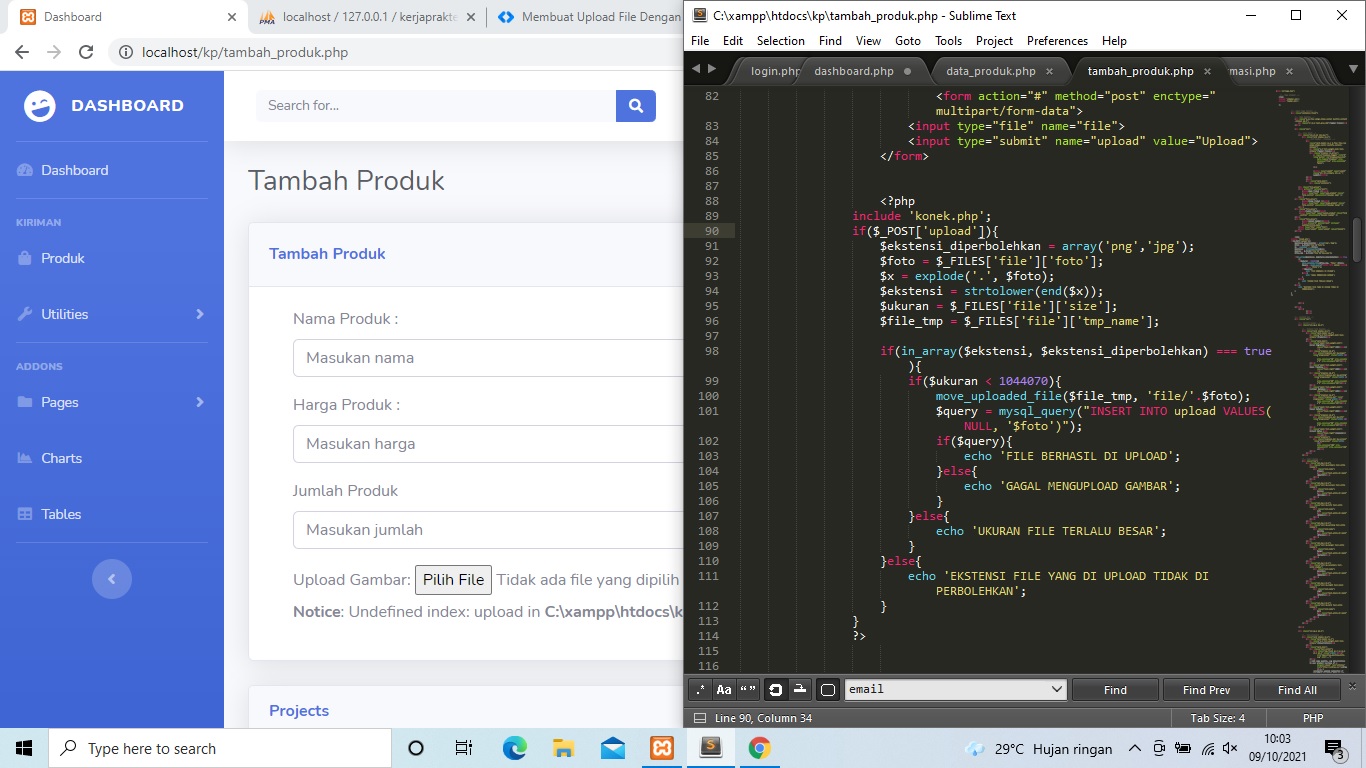 Dashboard
localhost / 127.0.0.1 / kerjaprakte
Membuat Upload File Dengan
localhost/kp/tambah_produk.php
DASHBOARD
Search for...
Dashboard
KIRIMAN
Produk
Utilities
ADDONS
Pages
Charts
Tables
Tambah Produk
Tambah Produk
Nama Produk :
Masukan nama
Harga Produk :
Masukan harga
Jumlah Produk
Masukan jumlah
Upload Gambar: Pilih File Tidak ada file yang dipilih
Notice: Undefined index: upload in C:\xampp\htdocs\k
Projects
C:\xampp\htdocs\kp\tambah_produk.php - Sublime Text
File Edit Selection Find View Goto Tools Project Preferences Help
login.php dashboard.php data_produk.php tambah_produk.php masi.php
82 <form action="#" method="post" enctype="
multipart/form-data">
83 <input type="file" name="file">
84 <input type="submit" name="upload" value="Upload">
85 </form>
86
87
88 <?php
89 include 'konek.php';
90 if($_POST['upload']){
91 $ekstensi_diperbolehkan = array('png','jpg');
92 $foto = $_FILES['file']['foto'];
93 $x = explode('.', $foto);
94 $ekstensi = strtolower(end($x));
95 $ukuran = $_FILES['file']['size'];
96 $file_tmp = $_FILES['file']['tmp_name'];
97
98 if(in_array($ekstensi, $ekstensi_diperbolehkan) === true
){
99 if($ukuran < 1044070){
100 move_uploaded_file($file_tmp, 'file/'.$foto);
101 $query = mysql_query("INSERT INTO upload VALUES(
NULL, '$foto')");
102 if($query){
103 echo 'FILE BERHASIL DI UPLOAD';
104 }else{
105 echo 'GAGAL MENGUPLOAD GAMBAR';
106 }
107 }else{
108 echo 'UKURAN FILE TERLALU BESAR';
109 }
110 }else{
111 echo 'EKSTENSI FILE YANG DI UPLOAD TIDAK DI
PERBOLEHKAN';
112 }
113 }
114 ?>
115
116
.* Aa “” email Find Find Prev Find All
Line 90, Column 34 Tab Size: 4 PHP
Type here to search
29°C Hujan ringan
10:03
09/10/2021
3